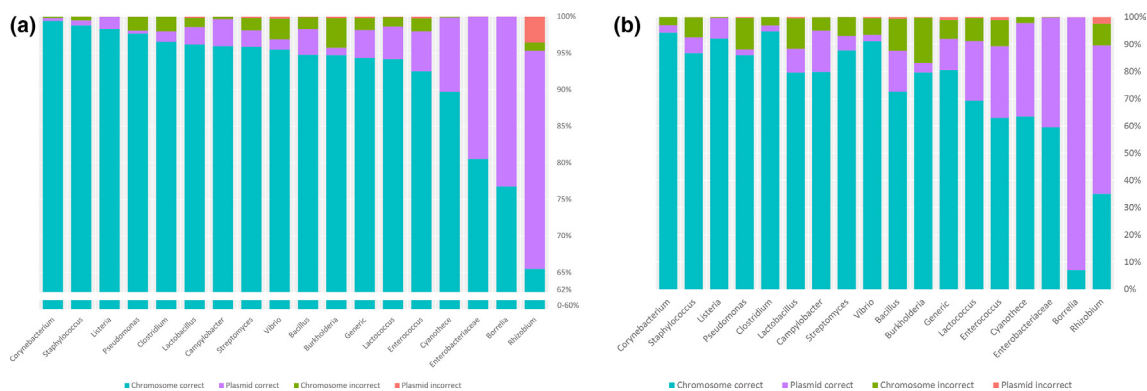 (a)
100%
95%
90%
85%
80%
75%
65%
62%
0-60%
Corynebacterium
Staphylococcus
Listeria
Pseudomonas
Clostridium
Lactobacillus
Campylobacter
Streptomyces
Vibrio
Bacillus
Burkholderia
Generic
Lactococcus
Enterococcus
Cyanothece
Enterobacteriaceae
Borrelia
Rhizobium
Chromosome correct Plasmid correct Chromosome incorrect Plasmid incorrect
(b)
100%
90%
80%
70%
60%
50%
40%
30%
20%
10%
0%
Corynebacterium
Staphylococcus
Listeria
Pseudomonas
Clostridium
Lactobacillus
Campylobacter
Streptomyces
Vibrio
Bacillus
Burkholderia
Generic
Lactococcus
Enterococcus
Cyanothece
Enterobacteriaceae
Borrelia
Rhizobium
Chromosome correct Plasmid correct Chromosome incorrect Plasmid incorrect